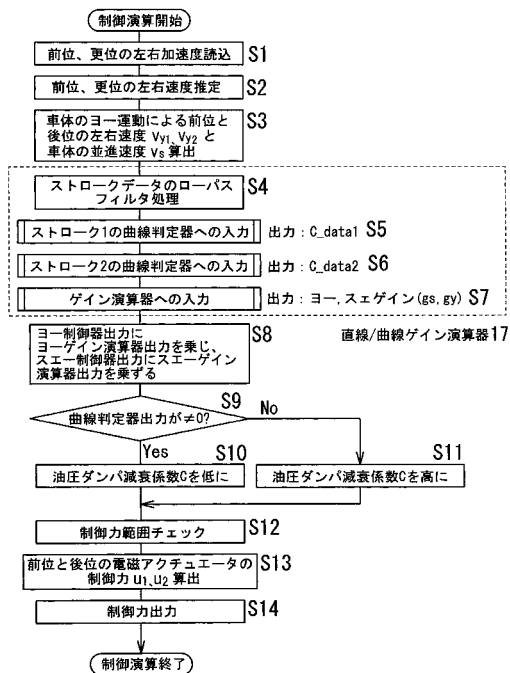 制御演算開始
前位、更位の左右加速度読込 S1
前位、更位の左右速度推定 S2
S3
車体のヨー運動による前位と
後位の左右速度 vy1、vy2 と
車体の並進速度 vs 算出
ストロークデータのローパス
フィルタ処理
S4
ストローク1の曲線判定器への入力 出力：C_data1 S5
ストローク2の曲線判定器への入力 出力：C_data2 S6
ゲイン演算器への入力 出力：ヨー,スェゲイン(gs,gy) S7
S8
ヨー制御器出力に
ヨーゲイン演算器出力を乗じ、
スエー制御器出力にスエーゲイン
演算器出力を乗ずる
直線/曲線ゲイン演算器17
S9
曲線判定器出力が≠0?
No
Yes
S10
油圧ダンパ減衰係数Cを低に
S11
油圧ダンパ減衰係数Cを高に
制御力範囲チェック S12
前位と後位の電磁アクチュエータの
制御力 u1、u2 算出
S13
制御力出力 S14
制御演算終了